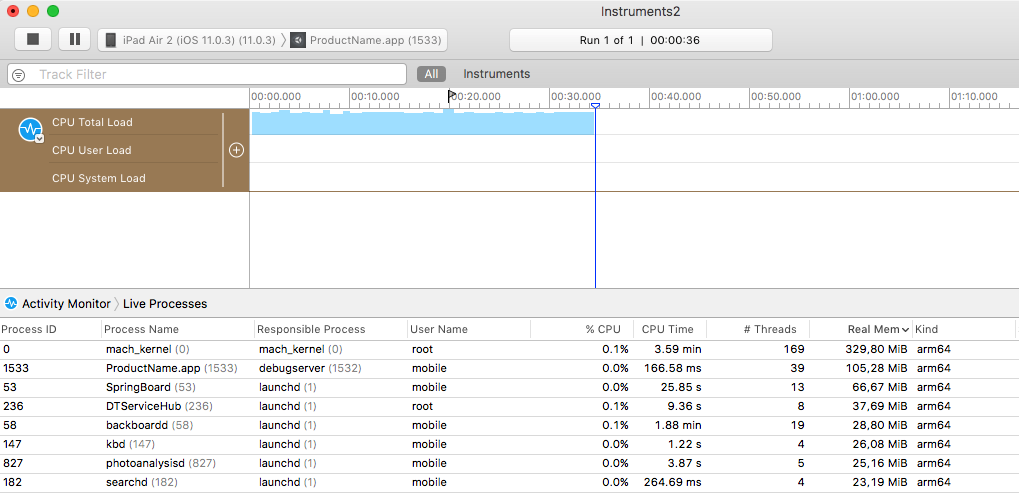 Instruments2
iPad Air 2 (iOS 11.0.3) (11.0.3) ProductName.app (1533)
Run 1 of 1 | 00:00:36
Track Filter All Instruments
00:00.000 00:10.000 00:20.000 00:30.000 00:40.000 00:50.000 01:00.000 01:10.000
CPU Total Load
CPU User Load
CPU System Load
Activity Monitor Live Processes
Process ID Process Name Responsible Process User Name % CPU CPU Time # Threads Real Mem Kind
0 mach_kernel (0) mach_kernel (0) root 0.1% 3.59 min 169 329,80 MiB arm64
1533 ProductName.app (1533) debugserver (1532) mobile 0.0% 166.58 ms 39 105,28 MiB arm64
53 SpringBoard (53) launchd (1) mobile 0.0% 25.85 s 13 66,67 MiB arm64
236 DTServiceHub (236) launchd (1) root 0.1% 9.36 s 8 37,69 MiB arm64
58 backboardd (58) launchd (1) mobile 0.1% 1.88 min 19 28,80 MiB arm64
147 kbd (147) launchd (1) mobile 0.0% 1.22 s 4 26,08 MiB arm64
827 photoanalysisd (827) launchd (1) mobile 0.0% 3.87 s 5 25,16 MiB arm64
182 searchd (182) launchd (1) mobile 0.0% 264.69 ms 4 23,19 MiB arm64